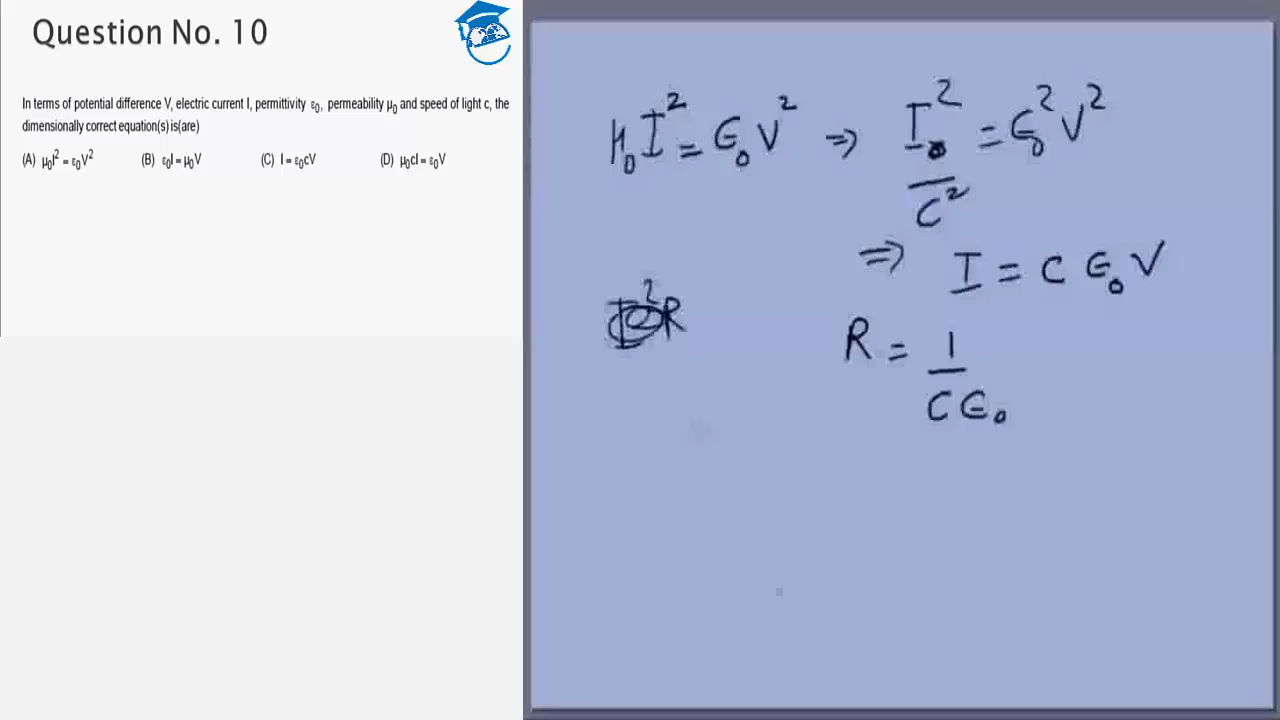 Question No. 10
In terms of potential difference V, electric current I, permittivity ε₀, permeability μ₀ and speed of light c, the
dimensionally correct equation(s) is(are)
(A) μ₀I² = ε₀V² (B) ε₀I = μ₀V (C) I = ε₀cV (D) μ₀cI = ε₀V
μ₀I² = ϵ₀V² ⇒ I²/C² = ϵ₀²V²
⇒ I = C ϵ₀ V
²R
R = 1/Cϵ₀